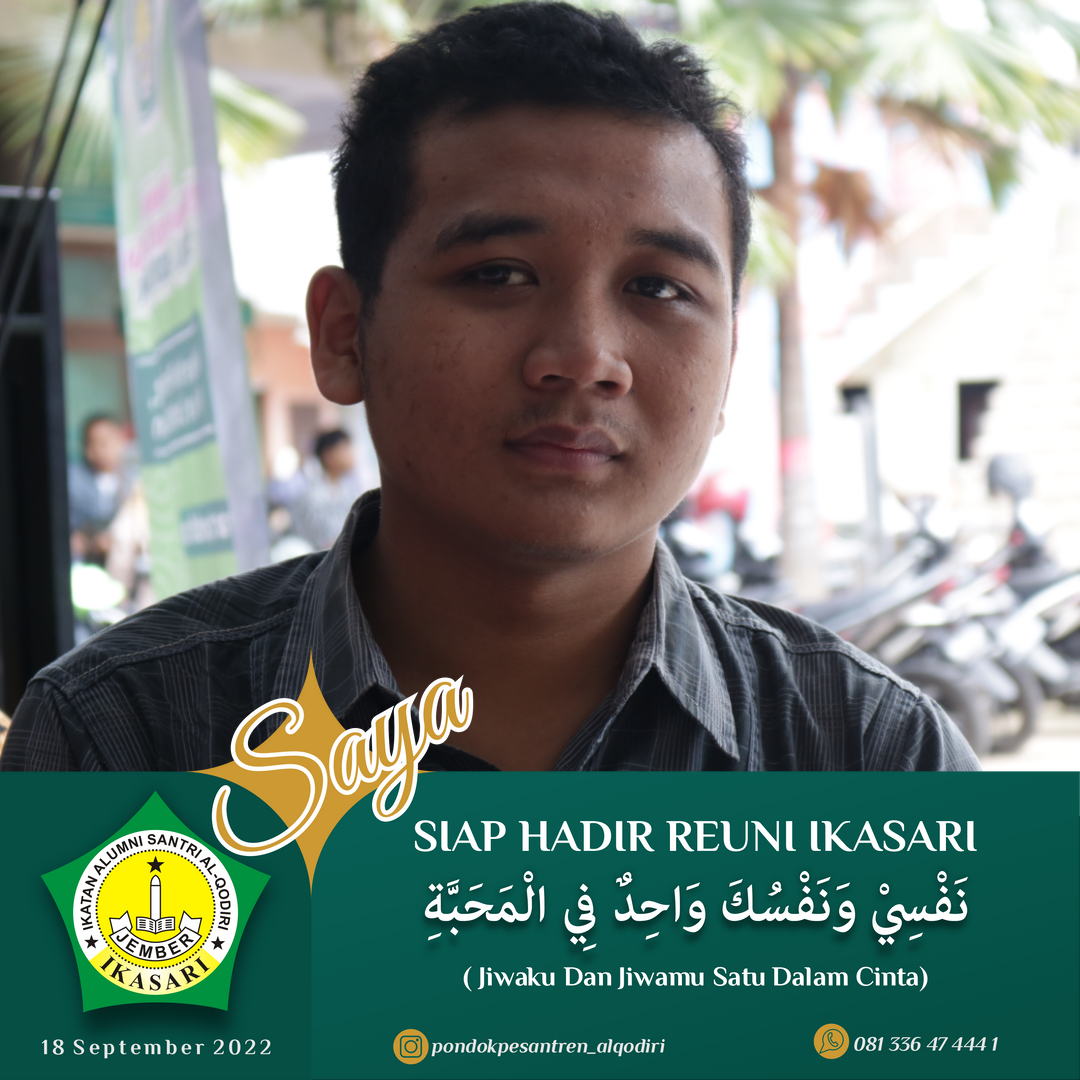 Saya
SIAP HADIR REUNI IKASARI
نَفْسِيْ وَنَفْسُكَ وَاحِدٌ فِي الْمَحَبَّةِ
( Jiwaku Dan Jiwamu Satu Dalam Cinta)
IKATAN ALUMNI SANTRI AL-QODIRI
JEMBER
IKASARI
18 September 2022
pondokpesantren_alqodiri
081 336 47 444 1